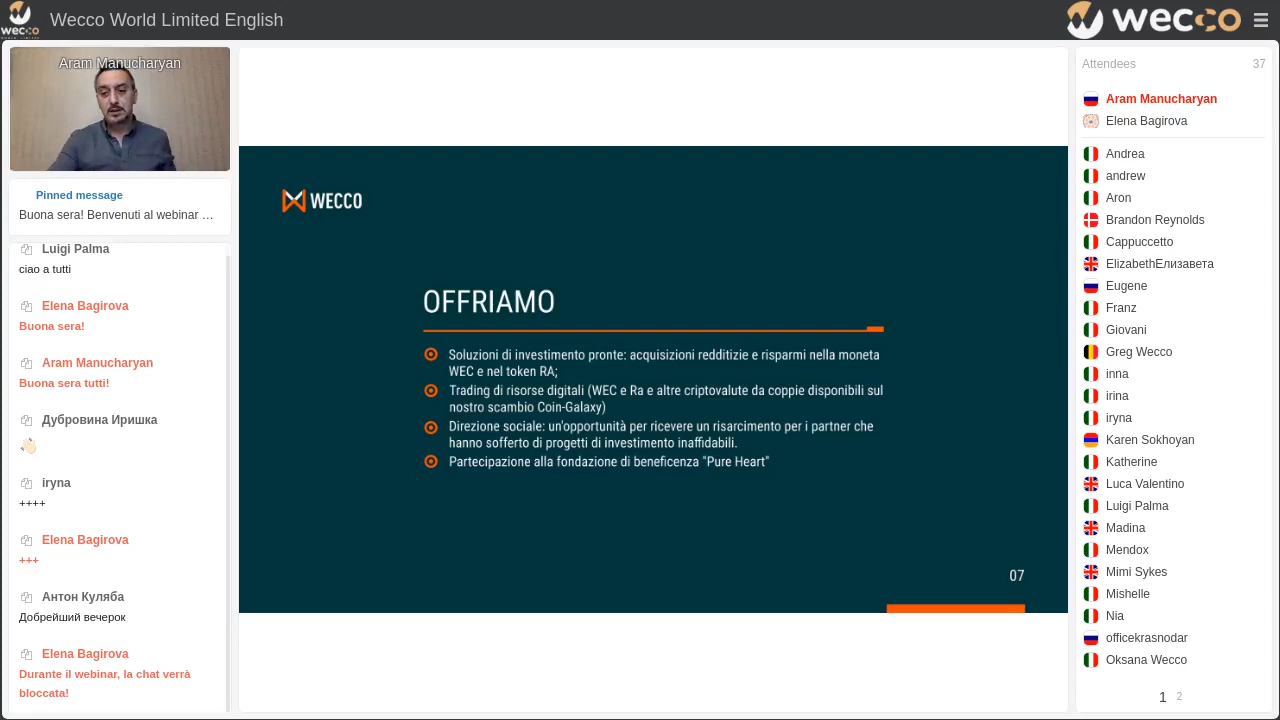 wecco
WORLD LIMITED
Wecco World Limited English
wecco
Aram Manucharyan
Pinned message
Buona sera! Benvenuti al webinar …
Luigi Palma
ciao a tutti
Elena Bagirova
Buona sera!
Aram Manucharyan
Buona sera tutti!
Дубровина Иришка
iryna
++++
Elena Bagirova
+++
Антон Куляба
Добрейший вечерок
Elena Bagirova
Durante il webinar, la chat verrà
bloccata!
WECCO
OFFRIAMO
Soluzioni di investimento pronte: acquisizioni redditizie e risparmi nella moneta
WEC e nel token RA;
Trading di risorse digitali (WEC e Ra e altre criptovalute da coppie disponibili sul
nostro scambio Coin-Galaxy)
Direzione sociale: un'opportunità per ricevere un risarcimento per i partner che
hanno sofferto di progetti di investimento inaffidabili.
Partecipazione alla fondazione di beneficenza "Pure Heart"
07
Attendees 37
Aram Manucharyan
Elena Bagirova
Andrea
andrew
Aron
Brandon Reynolds
Cappuccetto
ElizabethЕлизавета
Eugene
Franz
Giovani
Greg Wecco
inna
irina
iryna
Karen Sokhoyan
Katherine
Luca Valentino
Luigi Palma
Madina
Mendox
Mimi Sykes
Mishelle
Nia
officekrasnodar
Oksana Wecco
1 2